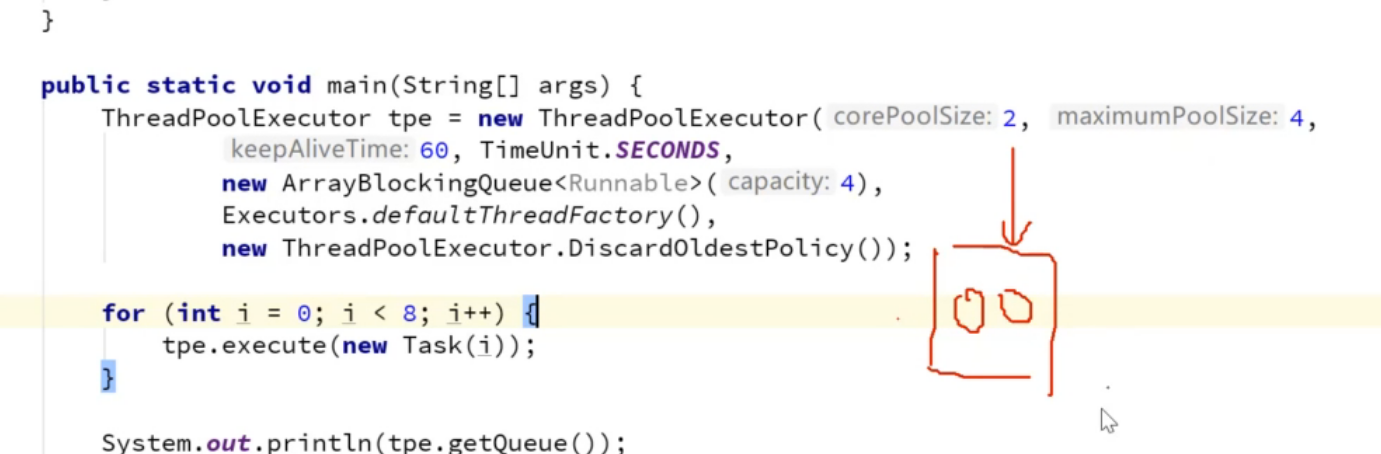 }
public static void main(String[] args) {
ThreadPoolExecutor tpe = new ThreadPoolExecutor( corePoolSize: 2, maximumPoolSize: 4,
keepAliveTime: 60, TimeUnit.SECONDS,
new ArrayBlockingQueue<Runnable>( capacity: 4),
Executors.defaultThreadFactory(),
new ThreadPoolExecutor.DiscardOldestPolicy());
for (int i = 0; i < 8; i++) {
tpe.execute(new Task(i));
}
System.out.println(tpe.getQueue());